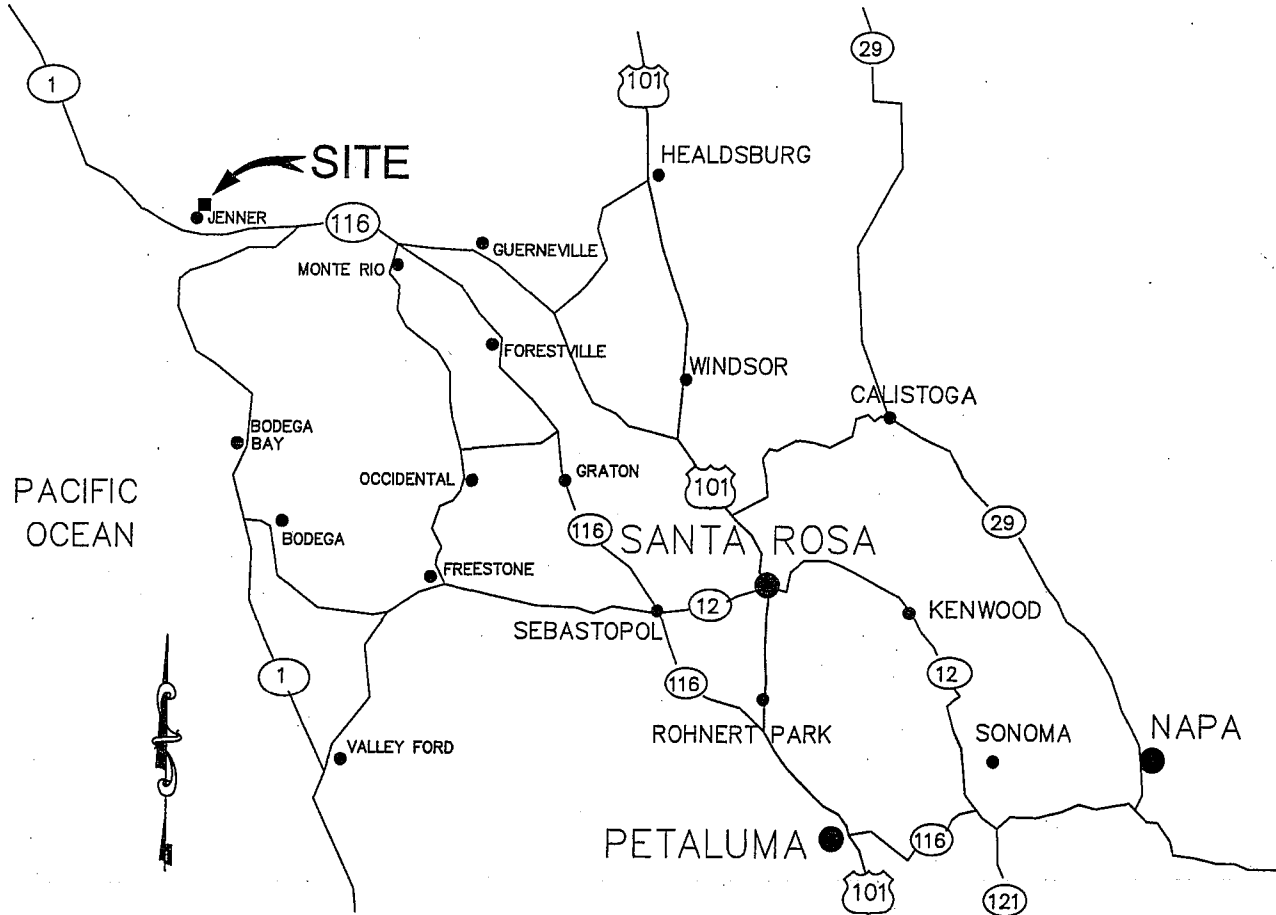 1
101
29
SITE
HEALDSBURG
JENNER
116
GUERNEVILLE
MONTE RIO
FORESTVILLE
WINDSOR
CALISTOGA
BODEGA
BAY
OCCIDENTAL
GRATON
101
PACIFIC
OCEAN
BODEGA
116
SANTA ROSA
29
FREESTONE
SEBASTOPOL
12
KENWOOD
1
116
12
ROHNERT PARK
SONOMA
NAPA
VALLEY FORD
PETALUMA
116
101
121